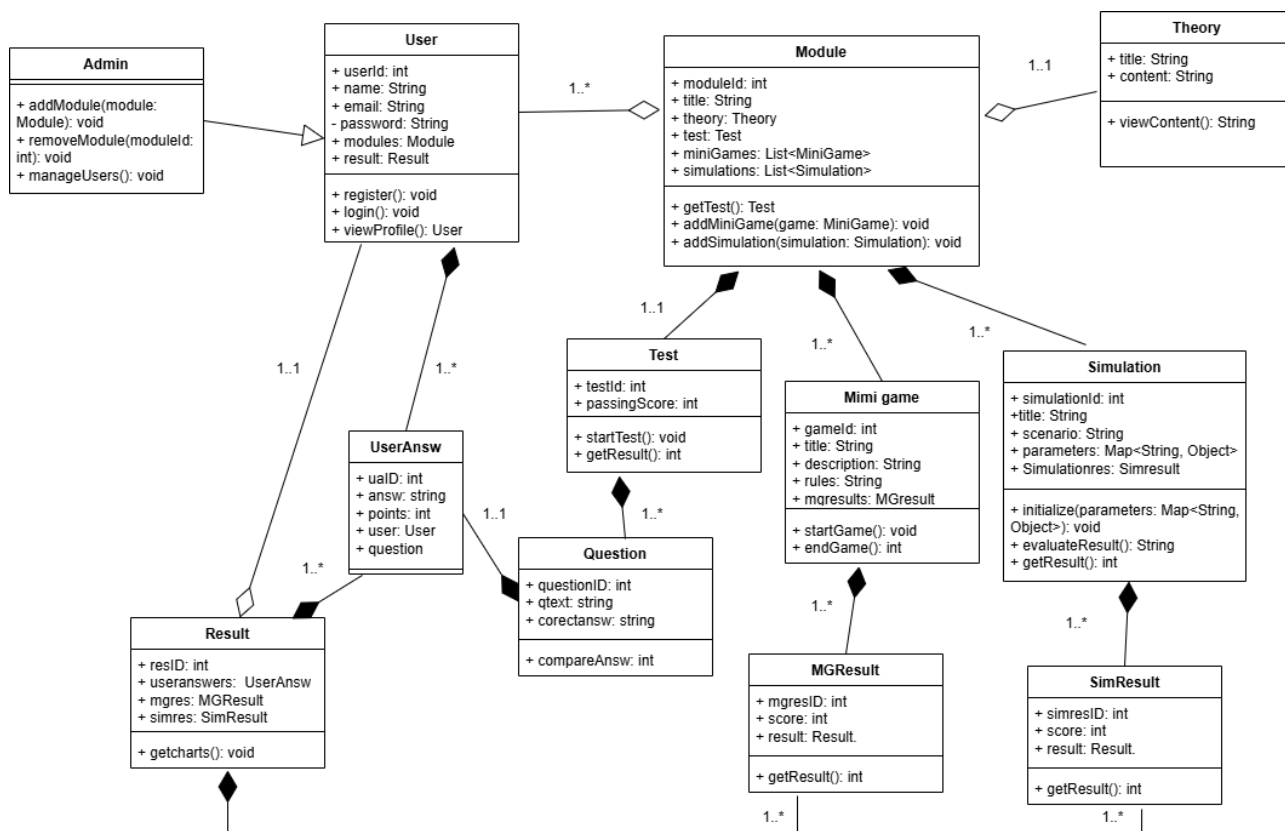 Admin
+ addModule(module:
Module): void
+ removeModule(moduleId:
int): void
+ manageUsers(): void
User
+ userId: int
+ name: String
+ email: String
- password: String
+ modules: Module
+ result: Result
+ register(): void
+ login(): void
+ viewProfile(): User
1..*
Module
+ moduleId: int
+ title: String
+ theory: Theory
+ test: Test
+ miniGames: List<MiniGame>
+ simulations: List<Simulation>
+ getTest(): Test
+ addMiniGame(game: MiniGame): void
+ addSimulation(simulation: Simulation): void
1..1
Theory
+ title: String
+ content: String
+ viewContent(): String
1..1
1..*
1..1
1..*
1..*
Test
+ testId: int
+ passingScore: int
+ startTest(): void
+ getResult(): int
Mimi game
+ gameId: int
+ title: String
+ description: String
+ rules: String
+ mgresults: MGresult
+ startGame(): void
+ endGame(): int
Simulation
+ simulationId: int
+title: String
+ scenario: String
+ parameters: Map<String, Object>
+ Simulationres: Simresult
+ initialize(parameters: Map<String,
Object>): void
+ evaluateResult(): String
+ getResult(): int
UserAnsw
+ uaID: int
+ answ: string
+ points: int
+ user: User
+ question
1..1
1..*
Question
+ questionID: int
+ qtext: string
+ corectansw: string
+ compareAnsw: int
1..*
1..*
1..*
Result
+ resID: int
+ useranswers:  UserAnsw
+ mgres: MGResult
+ simres: SimResult
+ getcharts(): void
MGResult
+ mgresID: int
+ score: int
+ result: Result.
+ getResult(): int
SimResult
+ simresID: int
+ score: int
+ result: Result.
+ getResult(): int
1..*
1..*